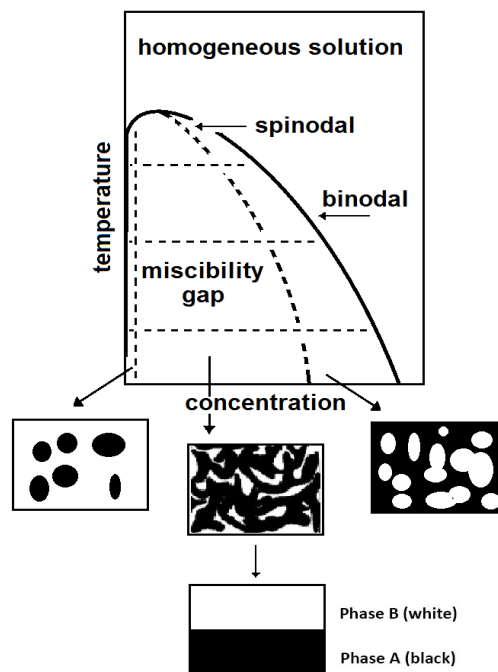 homogeneous solution
spinodal
binodal
temperature
miscibility
gap
concentration
Phase B (white)
Phase A (black)